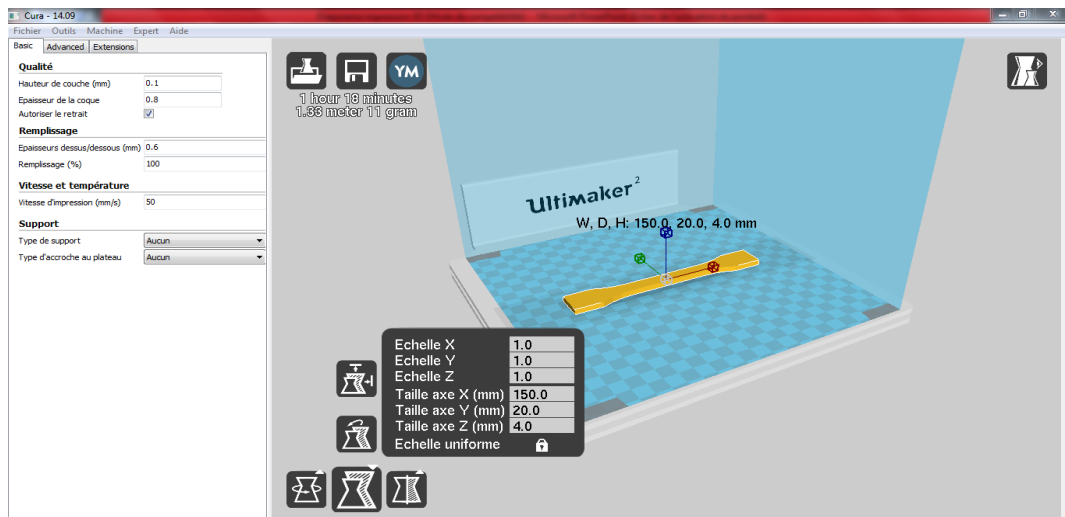 Cura - 14.09
Fichier Outils Machine Expert Aide
Basic Advanced Extensions
Qualité
Hauteur de couche (mm) 0.1
Epaisseur de la coque 0.8
Autoriser le retrait
Remplissage
Epaisseurs dessus/dessous (mm) 0.6
Remplissage (%) 100
Vitesse et température
Vitesse d'impression (mm/s) 50
Support
Type de support Aucun
Type d'accroche au plateau Aucun
YM
1 hour 18 minutes
1.33 meter 11 gram
Ultimaker 2
W, D, H: 150.0, 20.0, 4.0 mm
Echelle X 1.0
Echelle Y 1.0
Echelle Z 1.0
Taille axe X (mm) 150.0
Taille axe Y (mm) 20.0
Taille axe Z (mm) 4.0
Echelle uniforme